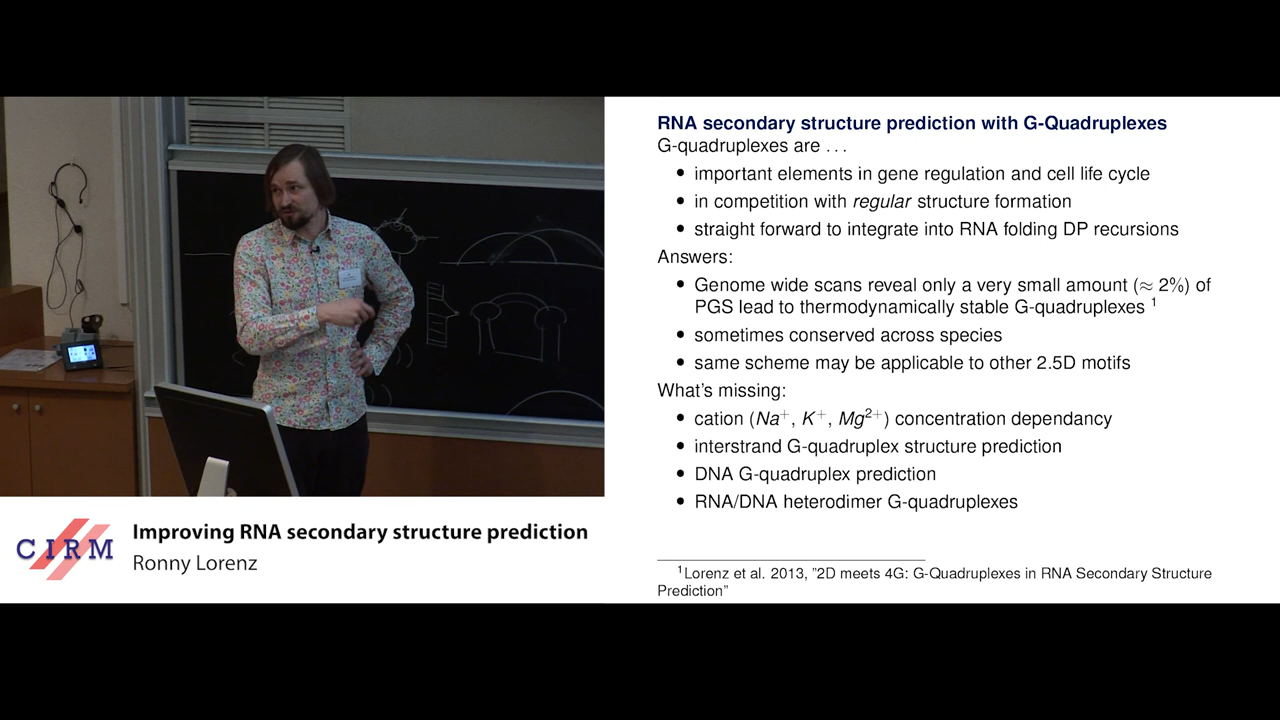 RNA secondary structure prediction with G-Quadruplexes
G-quadruplexes are . . .
• important elements in gene regulation and cell life cycle
• in competition with regular structure formation
• straight forward to integrate into RNA folding DP recursions
Answers:
• Genome wide scans reveal only a very small amount (≈ 2%) of
PGS lead to thermodynamically stable G-quadruplexes ¹
• sometimes conserved across species
• same scheme may be applicable to other 2.5D motifs
What's missing:
• cation (Na⁺, K⁺, Mg²⁺) concentration dependancy
• interstrand G-quadruplex structure prediction
• DNA G-quadruplex prediction
• RNA/DNA heterodimer G-quadruplexes
¹Lorenz et al. 2013, ”2D meets 4G: G-Quadruplexes in RNA Secondary Structure
Prediction”
CIRM
Improving RNA secondary structure prediction
Ronny Lorenz